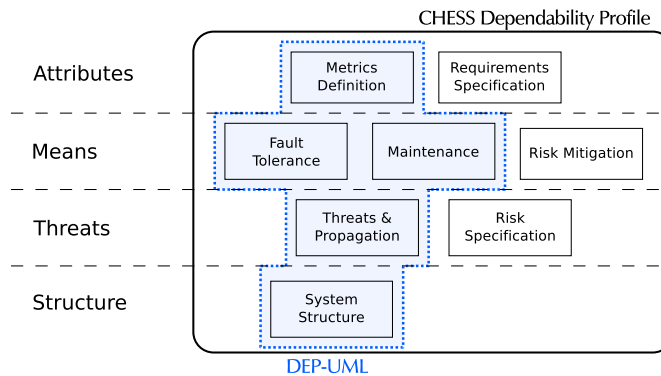 CHESS Dependability Profile
Attributes
Metrics
Definition
Requirements
Specification
Means
Fault
Tolerance
Maintenance
Risk Mitigation
Threats
Threats &
Propagation
Risk
Specification
Structure
System
Structure
DEP-UML